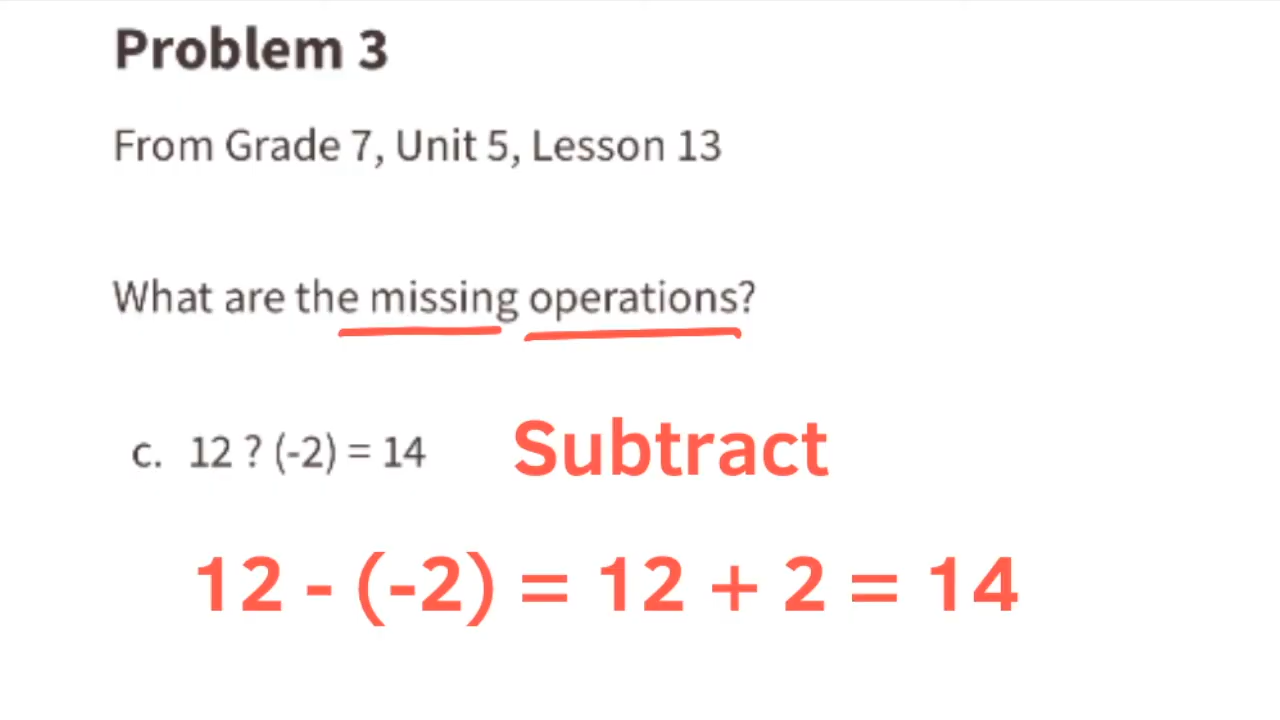 Problem 3
From Grade 7, Unit 5, Lesson 13
What are the missing operations?
c. 12 ? (-2) = 14 Subtract
12 - (-2) = 12 + 2 = 14